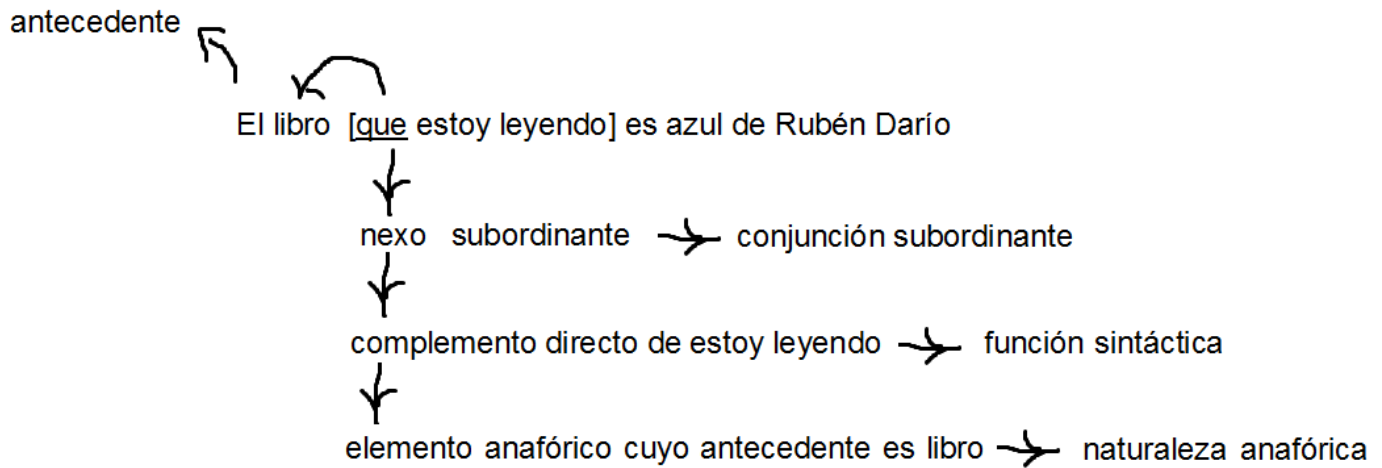 antecedente
El libro [que estoy leyendo] es azul de Rubén Darío
nexo subordinante conjunción subordinante
complemento directo de estoy leyendo función sintáctica
elemento anafórico cuyo antecedente es libro naturaleza anafórica